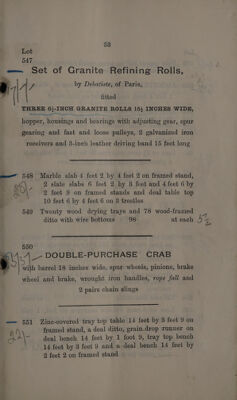 53
Lot
547
Set of Granite Refining Rolls,
by Debatiste, of Paris,
fitted
THREE 6½-INCH GRANITE ROLLS 15½ INCHES WIDE,
hopper, housings and bearings with adjusting gear, spur
gearing and fast and loose pulleys, 2 galvanized iron
receivers and 3-inch leather driving band 15 feet long
548 Marble slab 4 feet 2 by 4 feet 2 on framed stand,
2 slate slabs 6 feet 2 by 3 feet and 4 feet 6 by
2 feet 9 on framed stands and deal table top
10 feet 6 by 4 feet 6 on 3 trestles
549 Twenty wood drying trays and 78 wood-framed
ditto with wire bottoms 98 at each
550
DOUBLE-PURCHASE CRAB
with barrel 18 inches wide, spur wheels, pinions, brake
wheel and brake, wrought iron handles, rope fall and
2 pairs chain slings
551 Zinc-covered tray top table 14 feet by 3 feet 9 on
framed stand, a deal ditto, grain drop runner on
deal bench 14 feet by 1 foot 9, tray top bench
14 feet by 3 feet 9 and a deal bench 14 feet by
2 feet 2 on framed stand
22/-